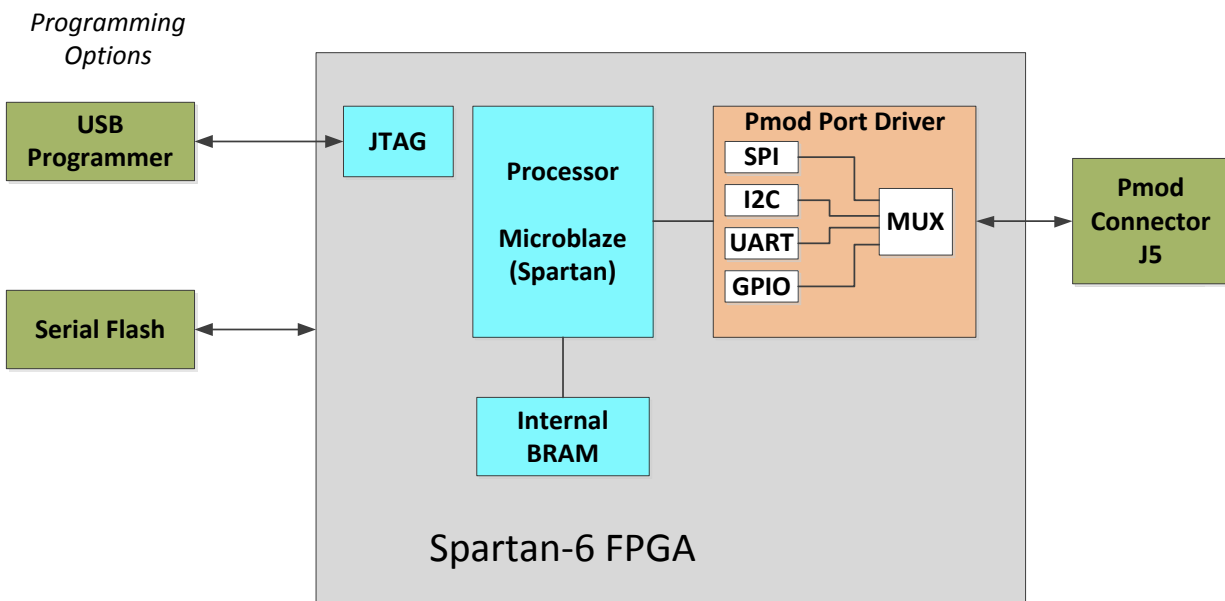 Programming
Options
USB
Programmer
Serial Flash
JTAG
Processor
Microblaze
(Spartan)
Internal
BRAM
Pmod Port Driver
SPI
I2C
UART
GPIO
MUX
Pmod
Connector
J5
Spartan-6 FPGA